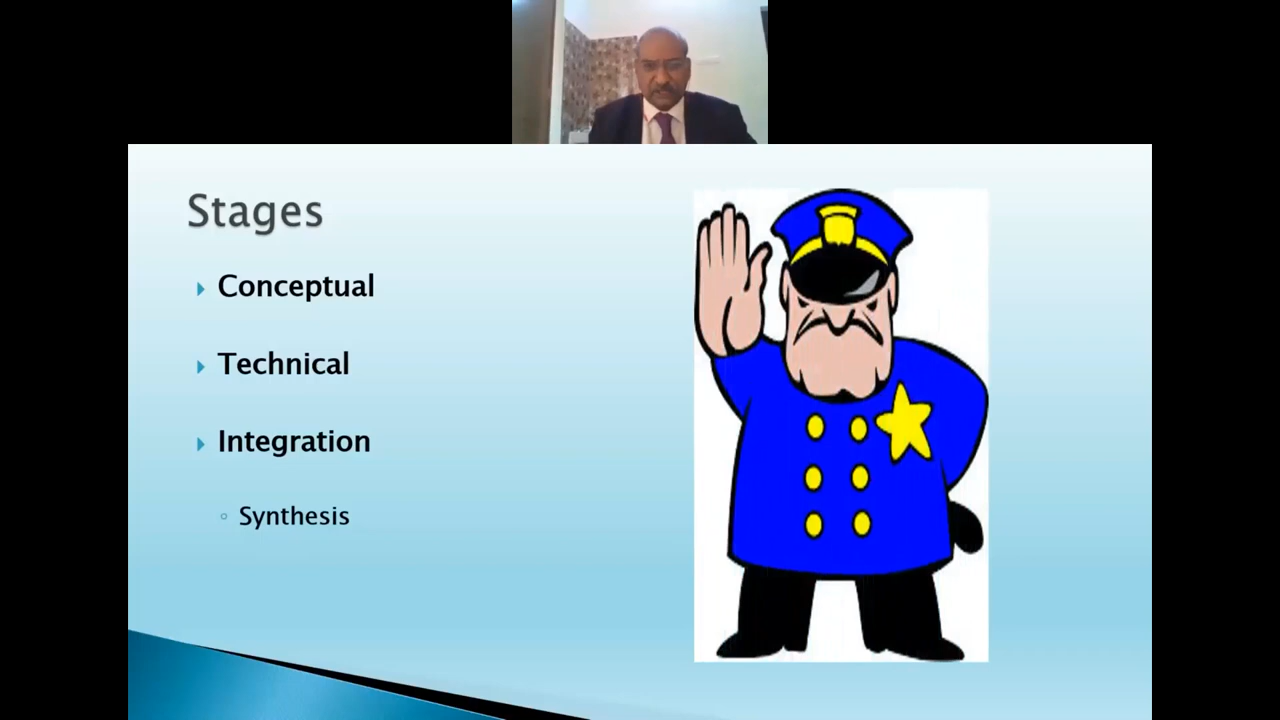 Stages
Conceptual
Technical
Integration
Synthesis